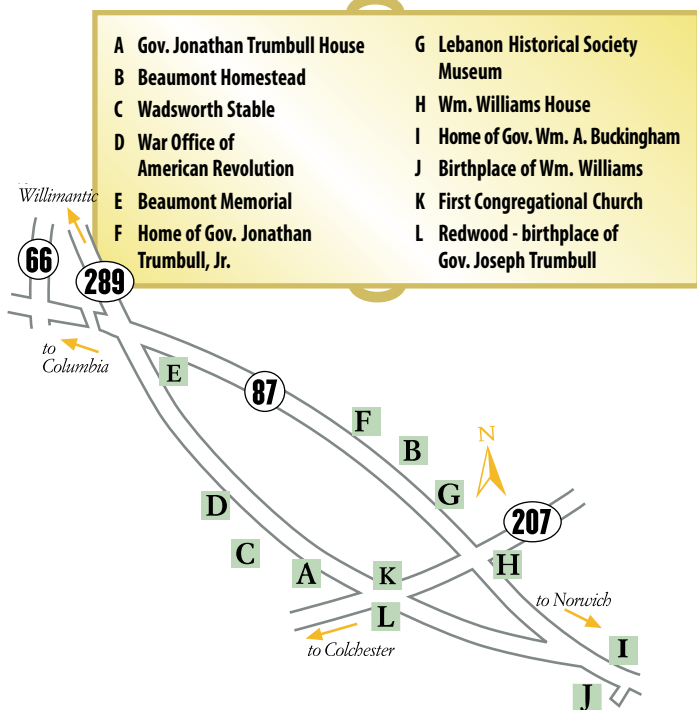 A Gov. Jonathan Trumbull House
B Beaumont Homestead
C Wadsworth Stable
D War Office of
American Revolution
E Beaumont Memorial
F Home of Gov. Jonathan
Trumbull, Jr.
G Lebanon Historical Society
Museum
H Wm. Williams House
I Home of Gov. Wm. A. Buckingham
J Birthplace of Wm. Williams
K First Congregational Church
L Redwood - birthplace of
Gov. Joseph Trumbull
Willimantic
66
289
to
Columbia
E
87
F
B
N
G
D
207
C
A
K
H
L
to Norwich
to Colchester
I
J